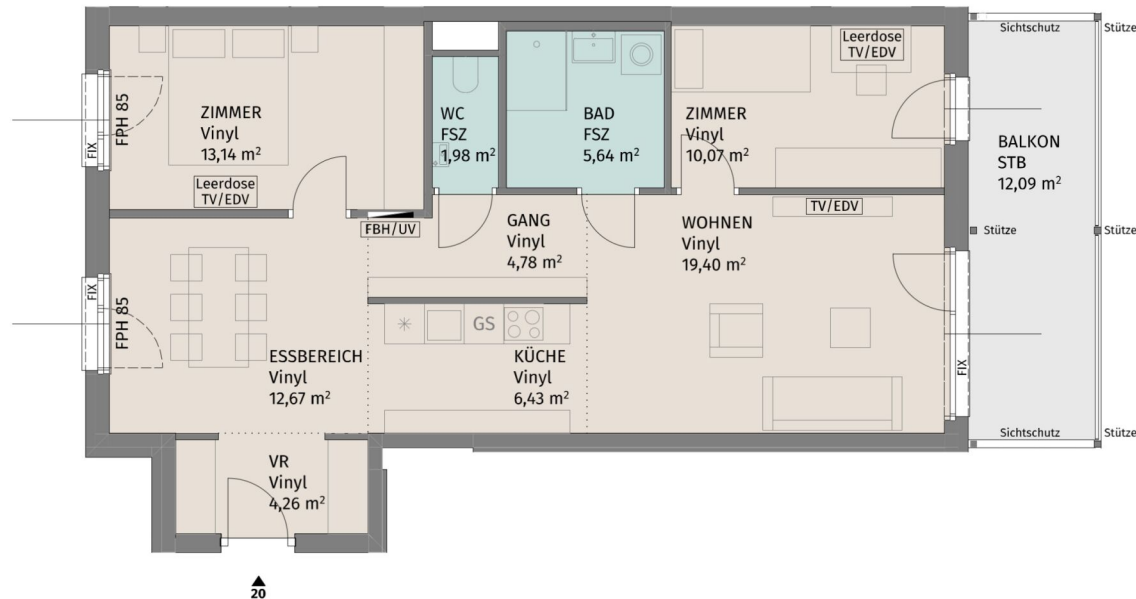 Sichtschutz
Stütze
Leerdose
TV/EDV
FPH 85
FIX
ZIMMER
Vinyl
13,14 m²
WC
FSZ
1,98 m²
BAD
FSZ
5,64 m²
ZIMMER
Vinyl
10,07 m²
BALKON
STB
12,09 m²
Leerdose
TV/EDV
FBH/UV
GANG
Vinyl
4,78 m²
WOHNEN
Vinyl
19,40 m²
TV/EDV
Stütze
Stütze
FIX
FPH 85
GS
ESSBEREICH
Vinyl
12,67 m²
KÜCHE
Vinyl
6,43 m²
FIX
Sichtschutz
Stütze
VR
Vinyl
4,26 m²
20